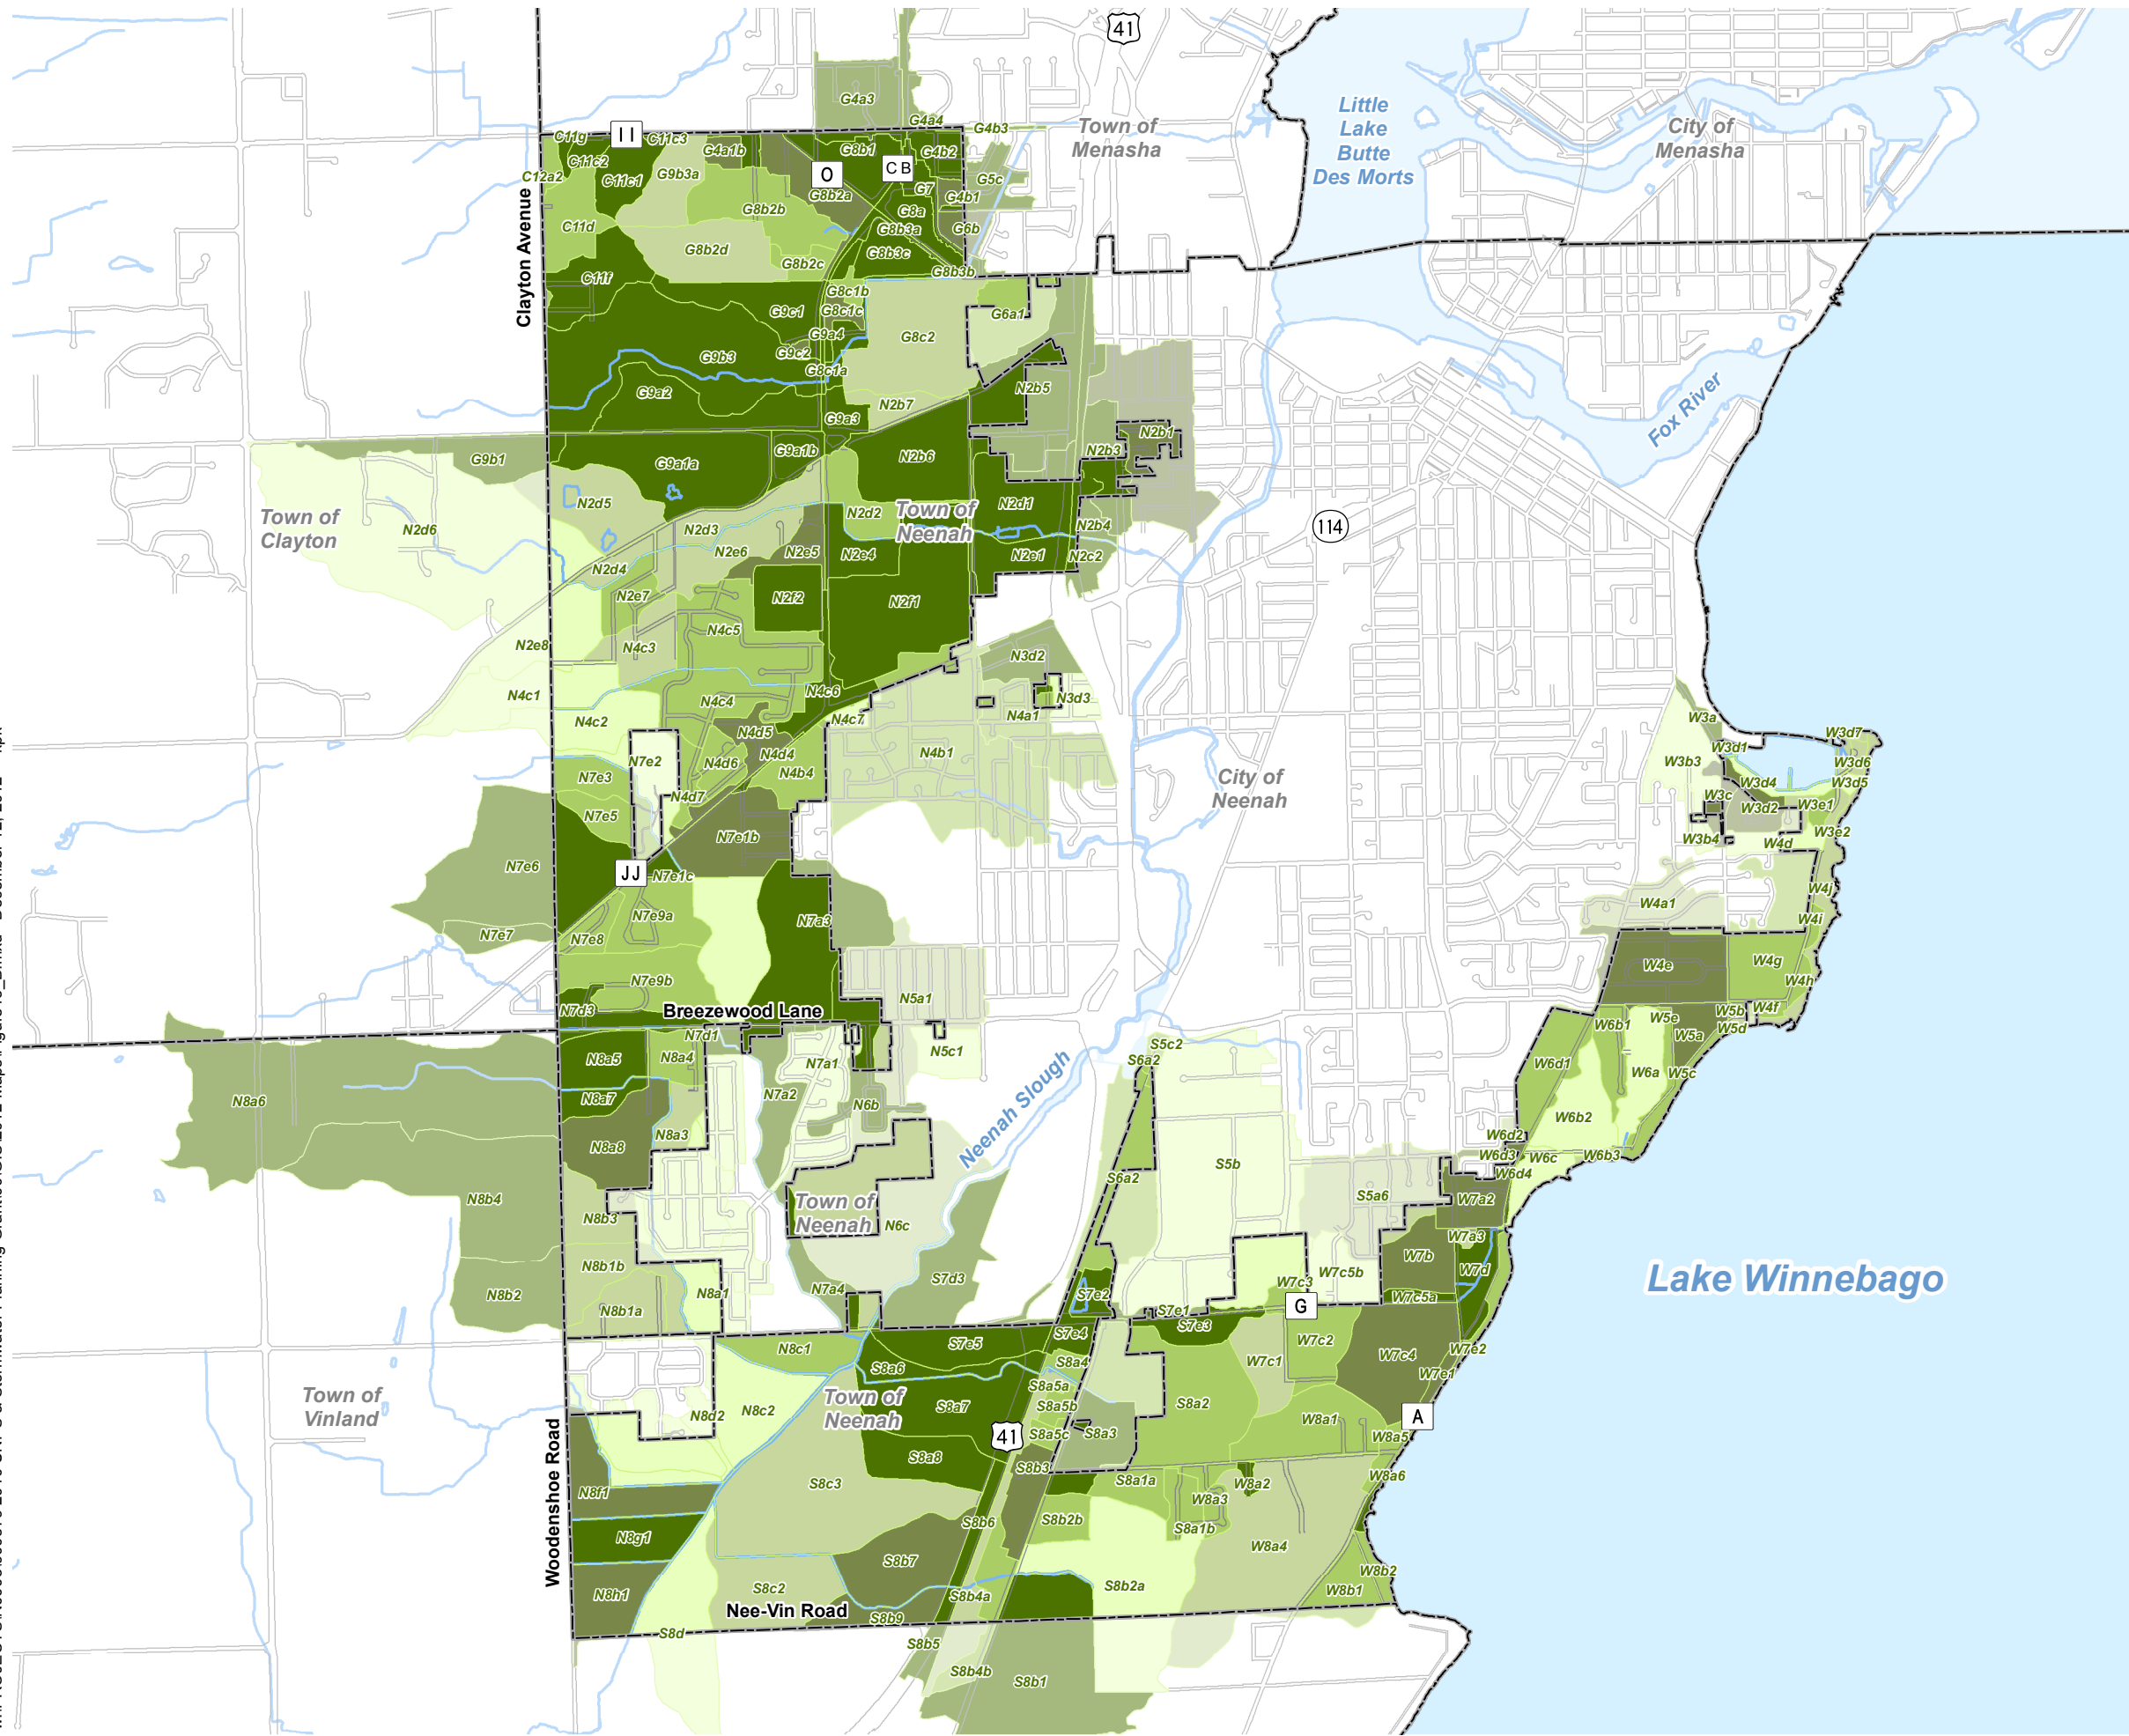 41
G4a3
G4a4
G4b3
Town of
Menasha
Little
Lake
Butte
Des Morts
City of
Menasha
C11g
II
C11c3
G4a1b
G8b1
CB
G4b2
C11c2
C12a2
C11c1
G9b3a
O
G8b2a
G7
G5c
G4b1
C11d
G8b2b
G8a
G8b3a
G6b
G8b2d
G8b2c
G8b3c
G8b3b
Clayton Avenue
C11f
G8c1b
G9c1
G8c1c
G6a1
G9a4
G8c2
G9b3
G9c2
G8c1a
G9a2
N2b5
N2b7
G9a3
Fox River
N2b1
G9b1
G9a1a
G9a1b
N2b6
N2b3
N2d5
N2d1
Town of
Clayton
N2d6
N2d3
N2d2
Town of
Neenah
N2b4
114
N2e6
N2e5
N2e4
N2e1
N2c2
N2d4
N2e7
N2f2
N2f1
N2e8
N4c3
N4c5
N3d2
N4c1
N4c2
N4c4
N4c6
N4c7
N4a1
N3d3
W3a
N4d5
N4d4
N4b1
W3d1
W3d7
N7e2
N4d6
N4b4
W3b3
W3d6
N7e3
N4d7
City of
Neenah
W3d4
W3d5
W3c
W3d2
W3e1
N7e5
N7e1b
W3b4
W4d
W3e2
N7e6
JJ
N7e1c
W4a1
W4j
N7e9a
N7a3
W4i
N7e7
N7e8
W4e
W4g
N7e9b
W4h
N5a1
N7d3
Breezewood Lane
W5b
W4f
W6b1
W5e
W5d
N7d1
W5a
N8a5
N8a4
N7a1
N5c1
S5c2
S6a2
W6d1
W6a
W5c
N8a6
N8a7
N7a2
N6b
Neenah Slough
W6b2
N8a8
N8a3
W6d2
W6d3
W6c
W6b3
S5b
W6d4
N8b4
S6a2
S5a6
W7a2
N8b3
Town of
Neenah
N6c
W7a3
N8b1b
S7d3
W7b
W7d
Lake Winnebago
N8b2
N8a1
N7a4
S7e2
W7c3
W7c5b
W7c5a
N8b1a
G
S7e1
S7e3
S7e4
N8c1
S7e5
W7c2
W7e2
S8a6
S8a4
W7c1
W7c4
W7e1
Town of
Vinland
Town of
Neenah
S8a5a
N8d2
N8c2
S8a7
S8a5b
S8a2
W8a1
A
41
S8a5c
S8a3
W8a5
S8a8
S8b3
Woodenshoe Road
N8f1
S8c3
S8a1a
W8a2
W8a6
W8a3
N8g1
S8b6
S8b2b
S8a1b
W8a4
S8b7
N8h1
S8c2
S8b4a
S8b2a
W8b2
W8b1
Nee-Vin Road
S8b9
S8d
S8b5
S8b4b
S8b1